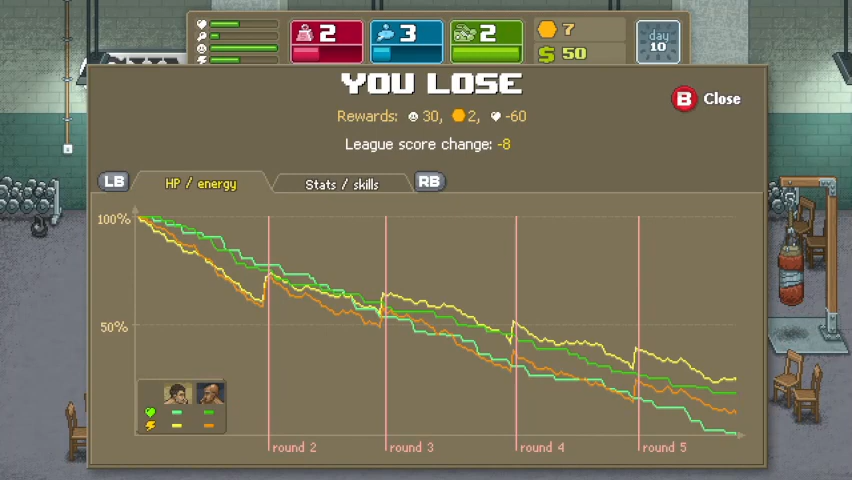 2 3 2 7
$ 50
day
10
YOU LOSE
Rewards: 30, 2, -60
B Close
League score change: -8
LB HP / energy Stats / skills RB
100%
50%
round 2 round 3 round 4 round 5